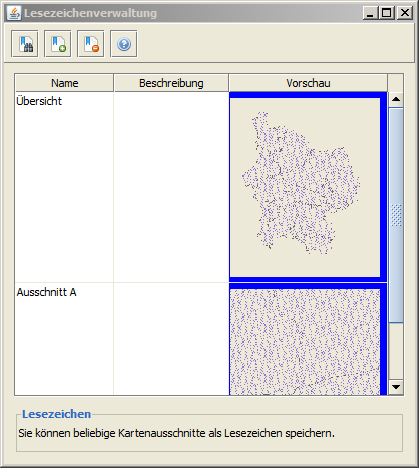 Lesezeichenverwaltung
Name Beschreibung Vorschau
Übersicht
Ausschnitt A
Lesezeichen
Sie können beliebige Kartenausschnitte als Lesezeichen speichern.